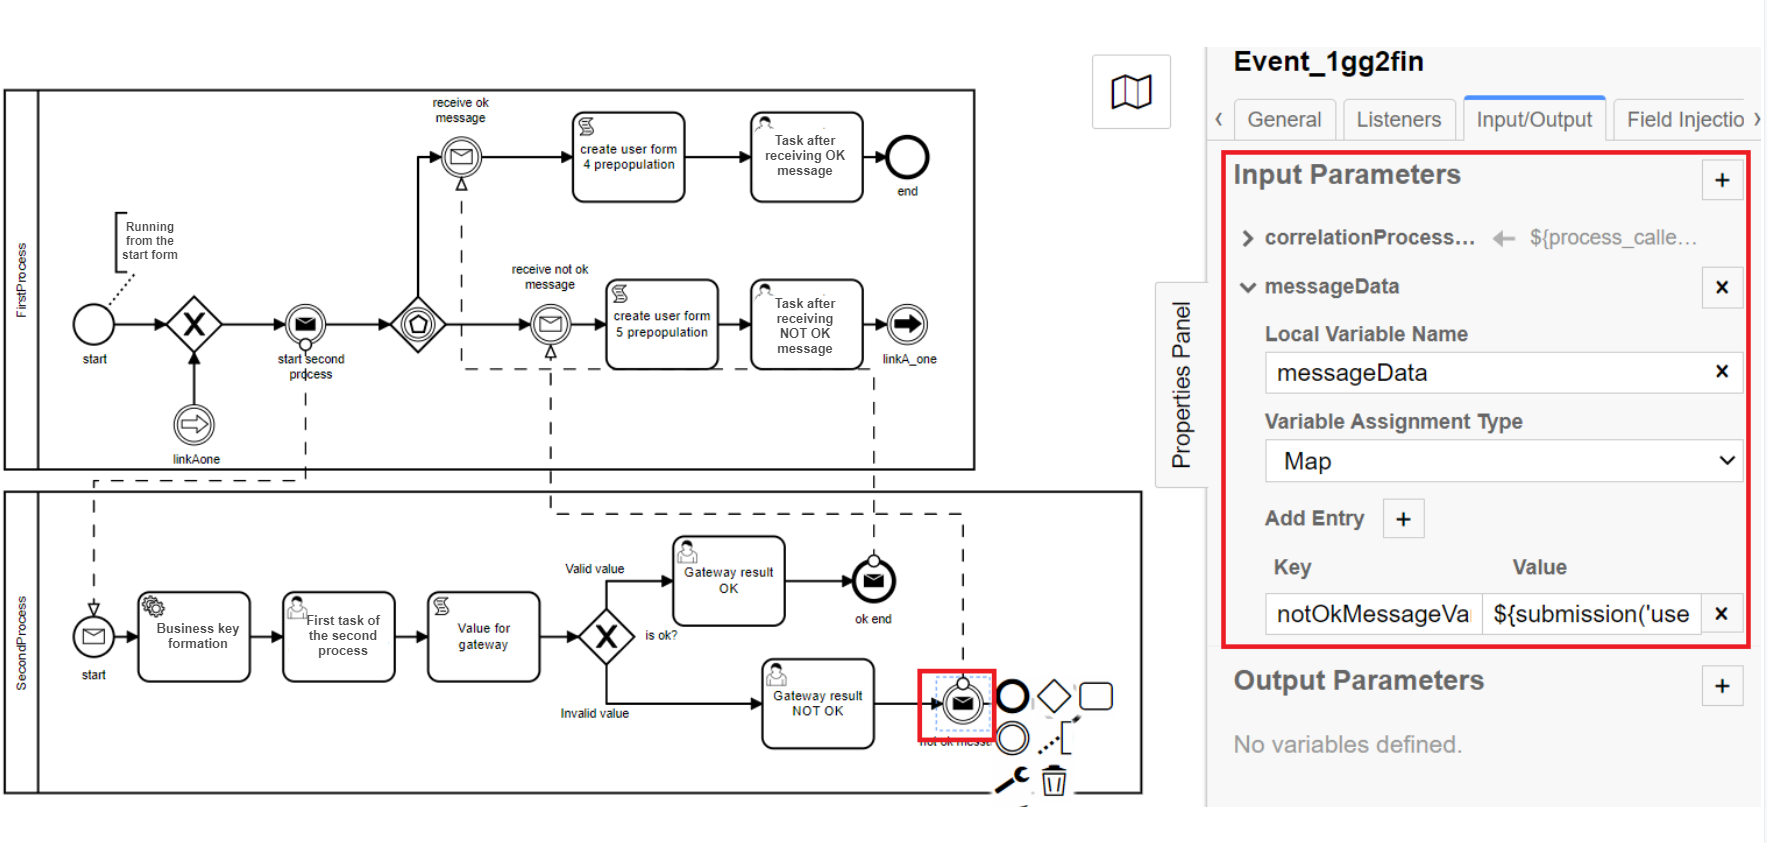 FirstProcess
receive ok
message
create user form
4 prepopulation
Task after
receiving OK
message
end
Running
from the
start form
receive not ok
message
create user form
5 prepopulation
Task after
receiving
NOT OK
message
start
start second
process
linkA_one
linkAone
SecondProcess
Valid value
Gateway result
OK
ok end
Business key
formation
First task of
the second
process
Value for
gateway
is ok?
start
Gateway result
NOT OK
Invalid value
Event_1gg2fin
General
Listeners
Input/Output
Field Injectio
Properties Panel
Input Parameters
+
correlationProcess...
${process_calle...
messageData
Local Variable Name
messageData
Variable Assignment Type
Map
Add Entry +
Key Value
notOkMessageVa ${submission('use
Output Parameters
+
No variables defined.